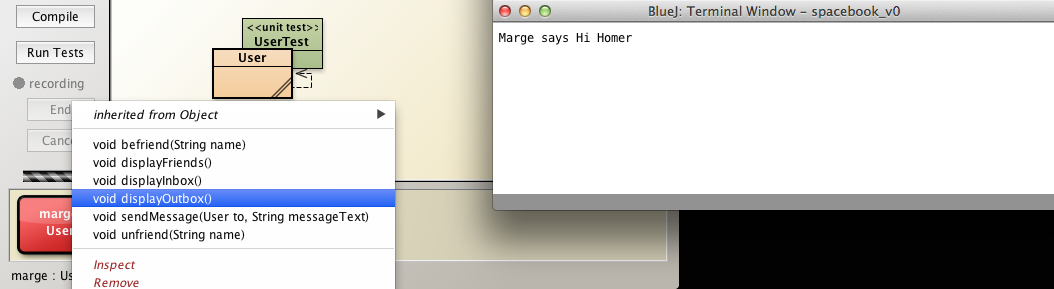 Compile
Run Tests
recording
End
<<unit test>>
UserTest
User
inherited from Object
void befriend(String name)
void displayFriends()
void displayInbox()
void displayOutbox()
void sendMessage(User to, String messageText)
void unfriend(String name)
Inspect
Remove
marge
User
marge : Us
BlueJ: Terminal Window – spacebook_v0
Marge says Hi Homer